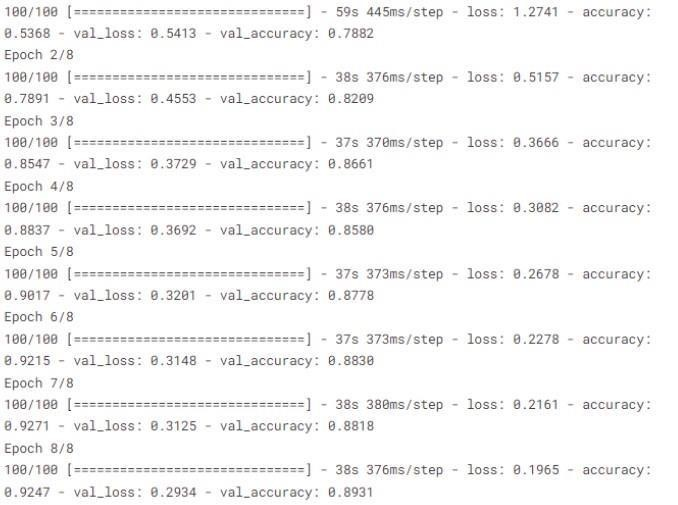 100/100 [==============================] - 59s 445ms/step - loss: 1.2741 - accuracy:
0.5368 - val_loss: 0.5413 - val_accuracy: 0.7882
Epoch 2/8
100/100 [==============================] - 38s 376ms/step - loss: 0.5157 - accuracy:
0.7891 - val_loss: 0.4553 - val_accuracy: 0.8209
Epoch 3/8
100/100 [==============================] - 37s 370ms/step - loss: 0.3666 - accuracy:
0.8547 - val_loss: 0.3729 - val_accuracy: 0.8661
Epoch 4/8
100/100 [==============================] - 38s 376ms/step - loss: 0.3082 - accuracy:
0.8837 - val_loss: 0.3692 - val_accuracy: 0.8580
Epoch 5/8
100/100 [==============================] - 37s 373ms/step - loss: 0.2678 - accuracy:
0.9017 - val_loss: 0.3201 - val_accuracy: 0.8778
Epoch 6/8
100/100 [==============================] - 37s 373ms/step - loss: 0.2278 - accuracy:
0.9215 - val_loss: 0.3148 - val_accuracy: 0.8830
Epoch 7/8
100/100 [==============================] - 38s 380ms/step - loss: 0.2161 - accuracy:
0.9271 - val_loss: 0.3125 - val_accuracy: 0.8818
Epoch 8/8
100/100 [==============================] - 38s 376ms/step - loss: 0.1965 - accuracy:
0.9247 - val_loss: 0.2934 - val_accuracy: 0.8931